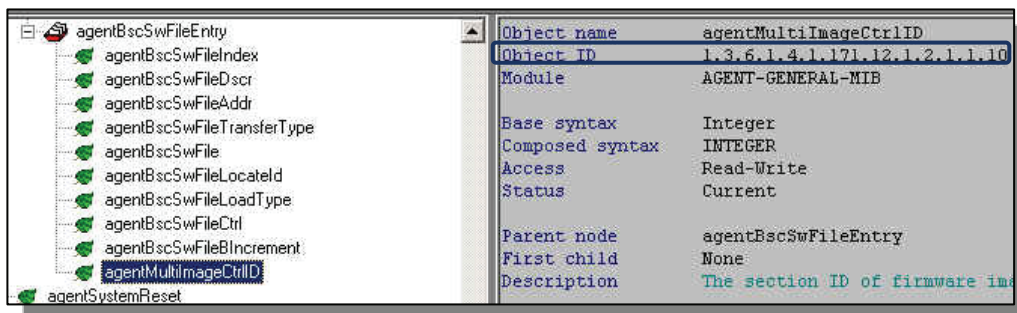 agentBscSwFileEntry
agentBscSwFileIndex
agentBscSwFileDscr
agentBscSwFileAddr
agentBscSwFileTransferType
agentBscSwFile
agentBscSwFileLocateId
agentBscSwFileLoadType
agentBscSwFileCtrl
agentBscSwFileBIncrement
agentMultiImageCtrlID
agentSystemReset
Object name agentMultiImageCtrlID
Object ID 1.3.6.1.4.1.171.12.1.2.1.1.10
Module AGENT-GENERAL-MIB
Base syntax Integer
Composed syntax INTEGER
Access Read-Write
Status Current
Parent node agentBscSwFileEntry
First child None
Description The section ID of firmware